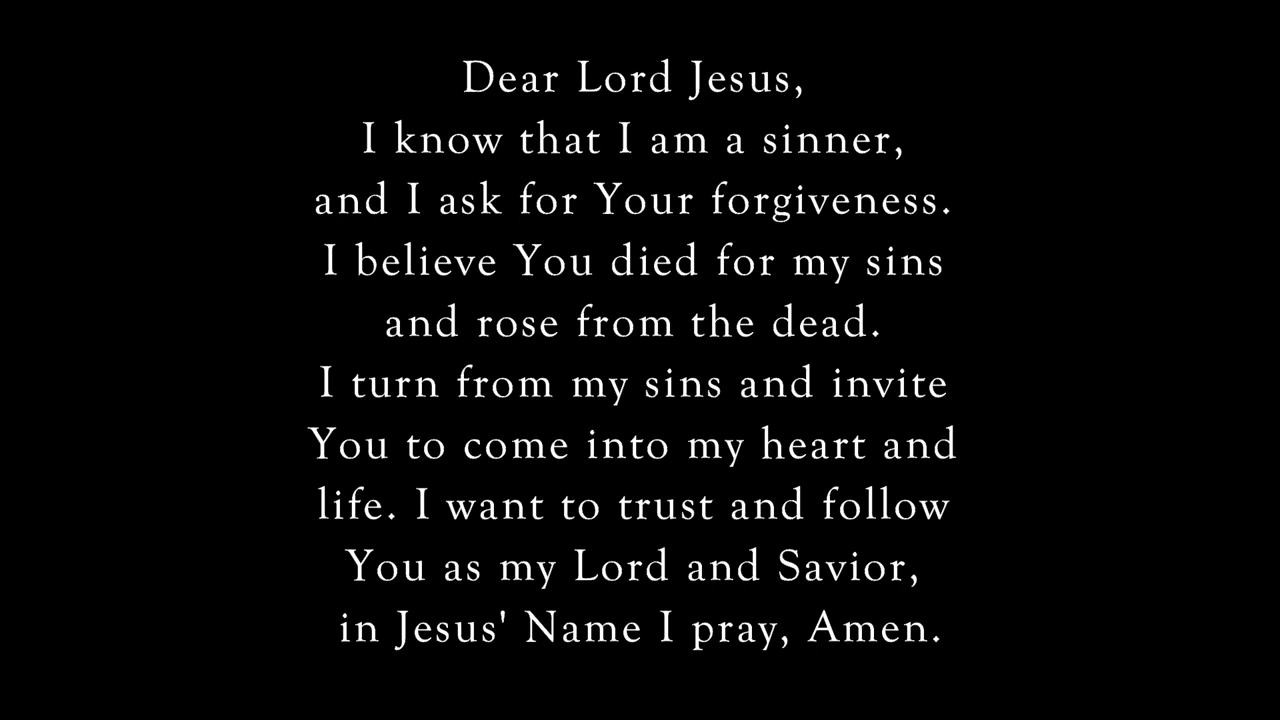 Dear Lord Jesus,
I know that I am a sinner,
and I ask for Your forgiveness.
I believe You died for my sins
and rose from the dead.
I turn from my sins and invite
You to come into my heart and
life. I want to trust and follow
You as my Lord and Savior,
in Jesus' Name I pray, Amen.